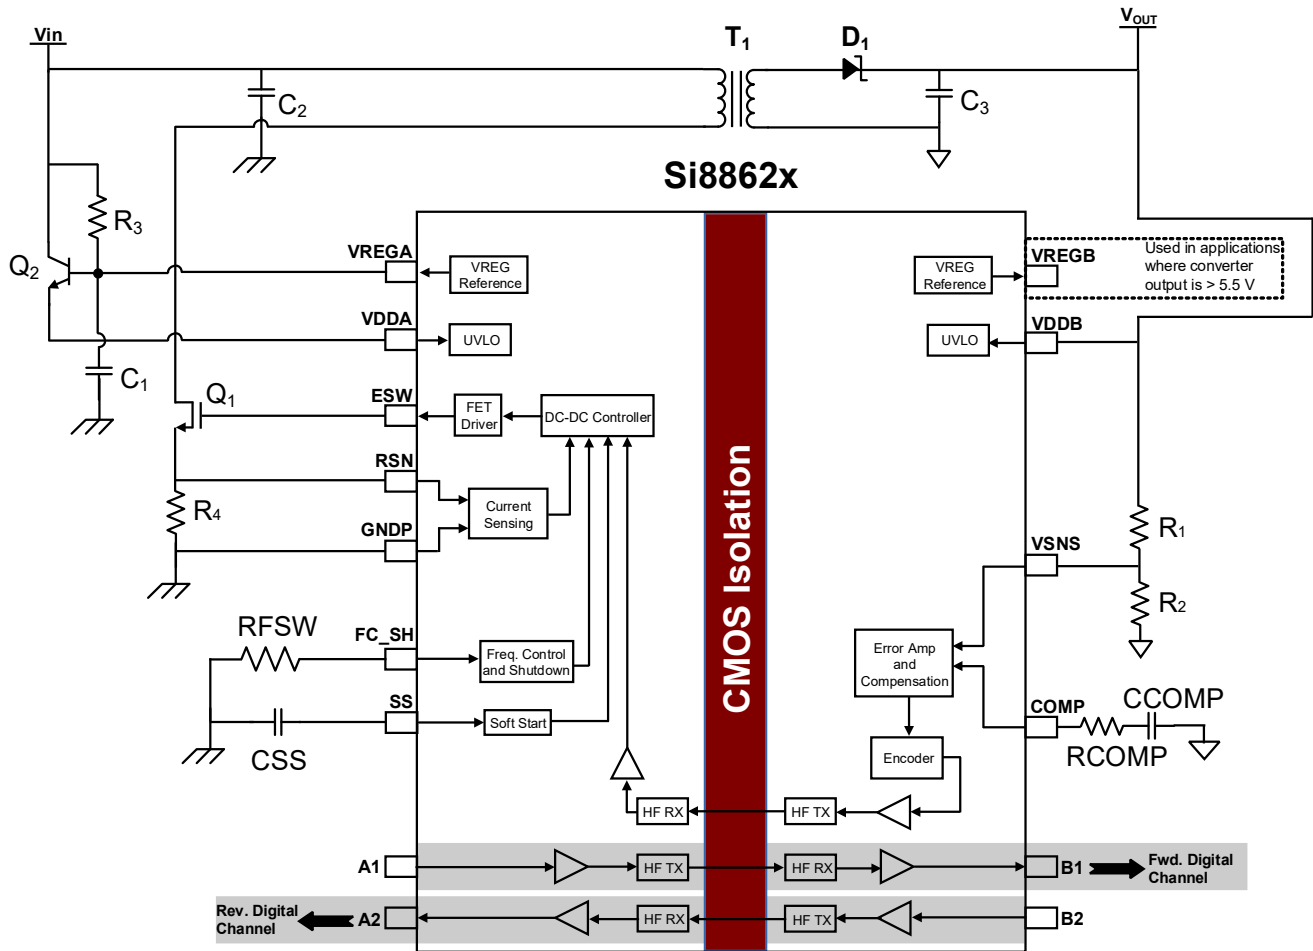 Vin
T1
D1
VOUT
C2
C3
Si8862x
R3
Q2
VREGA
VREG
Reference
VREG
Reference
VREGB
Used in applications
where converter
output is > 5.5 V
VDDA
UVLO
UVLO
VDDB
C1
Q1
ESW
FET
Driver
DC-DC Controller
RSN
R4
Current
Sensing
GNDP
CMOS Isolation
R1
VSNS
R2
RFSW
FC_SH
Freq. Control
and Shutdown
Error Amp
and
Compensation
SS
Soft Start
CSS
COMP
CCOMP
RCOMP
Encoder
HF RX
HF TX
A1
HF TX
HF RX
B1
Fwd. Digital
Channel
Rev. Digital
Channel
A2
HF RX
HF TX
B2